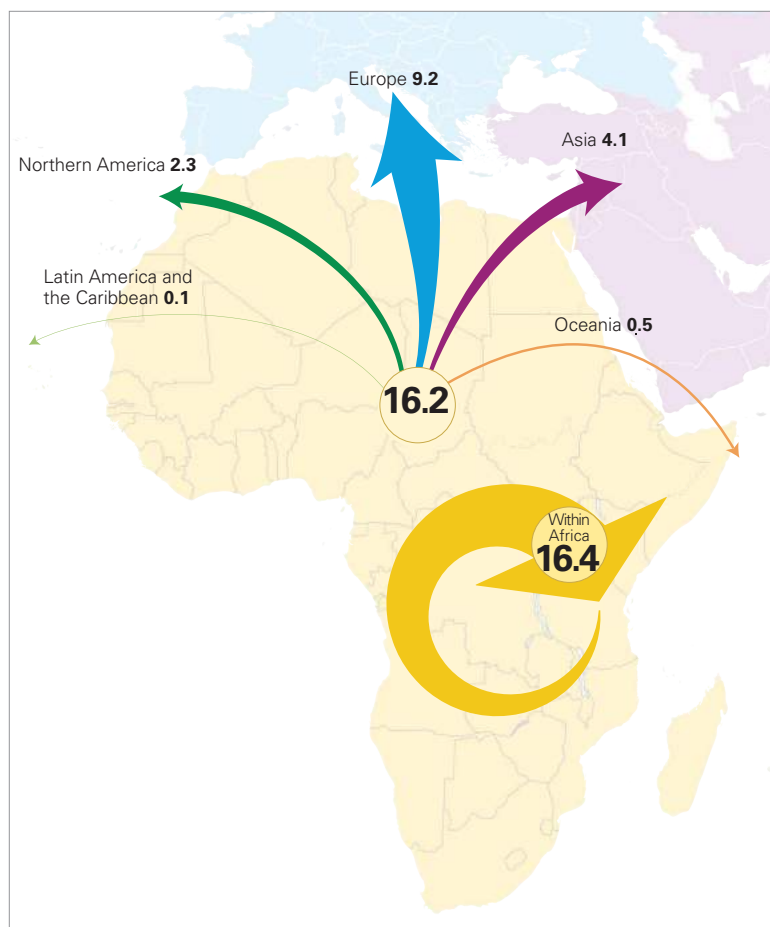 Europe 9.2
Asia 4.1
Northern America 2.3
Latin America and
the Caribbean 0.1
Oceania 0.5
16.2
Within
Africa
16.4